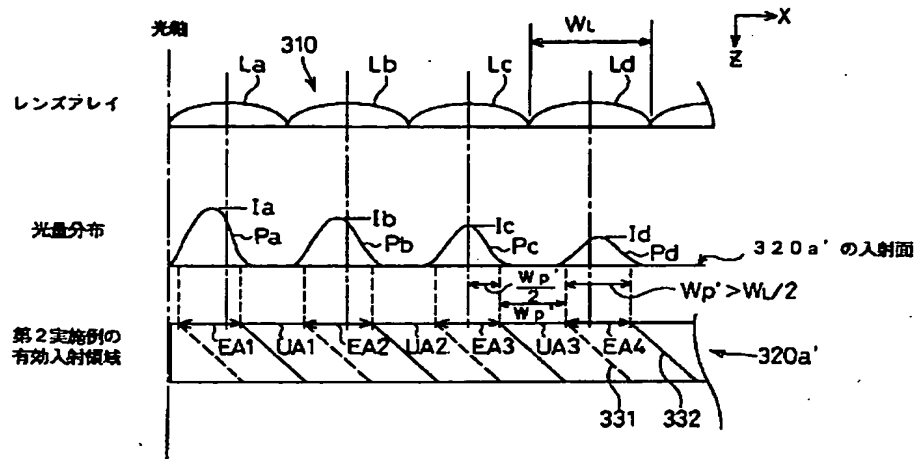 光軸
310
La
Lb
Lc
WL
Ld
X
Z
レンズアレイ
光量分布
Ia
Pa
Ib
Pb
Ic
Pc
Id
Pd
320a'の入射面
Wp'/2
Wp'
Wp'>WL/2
第2実施例の
有効入射領域
EA1
UA1
EA2
UA2
EA3
UA3
EA4
320a'
331
332